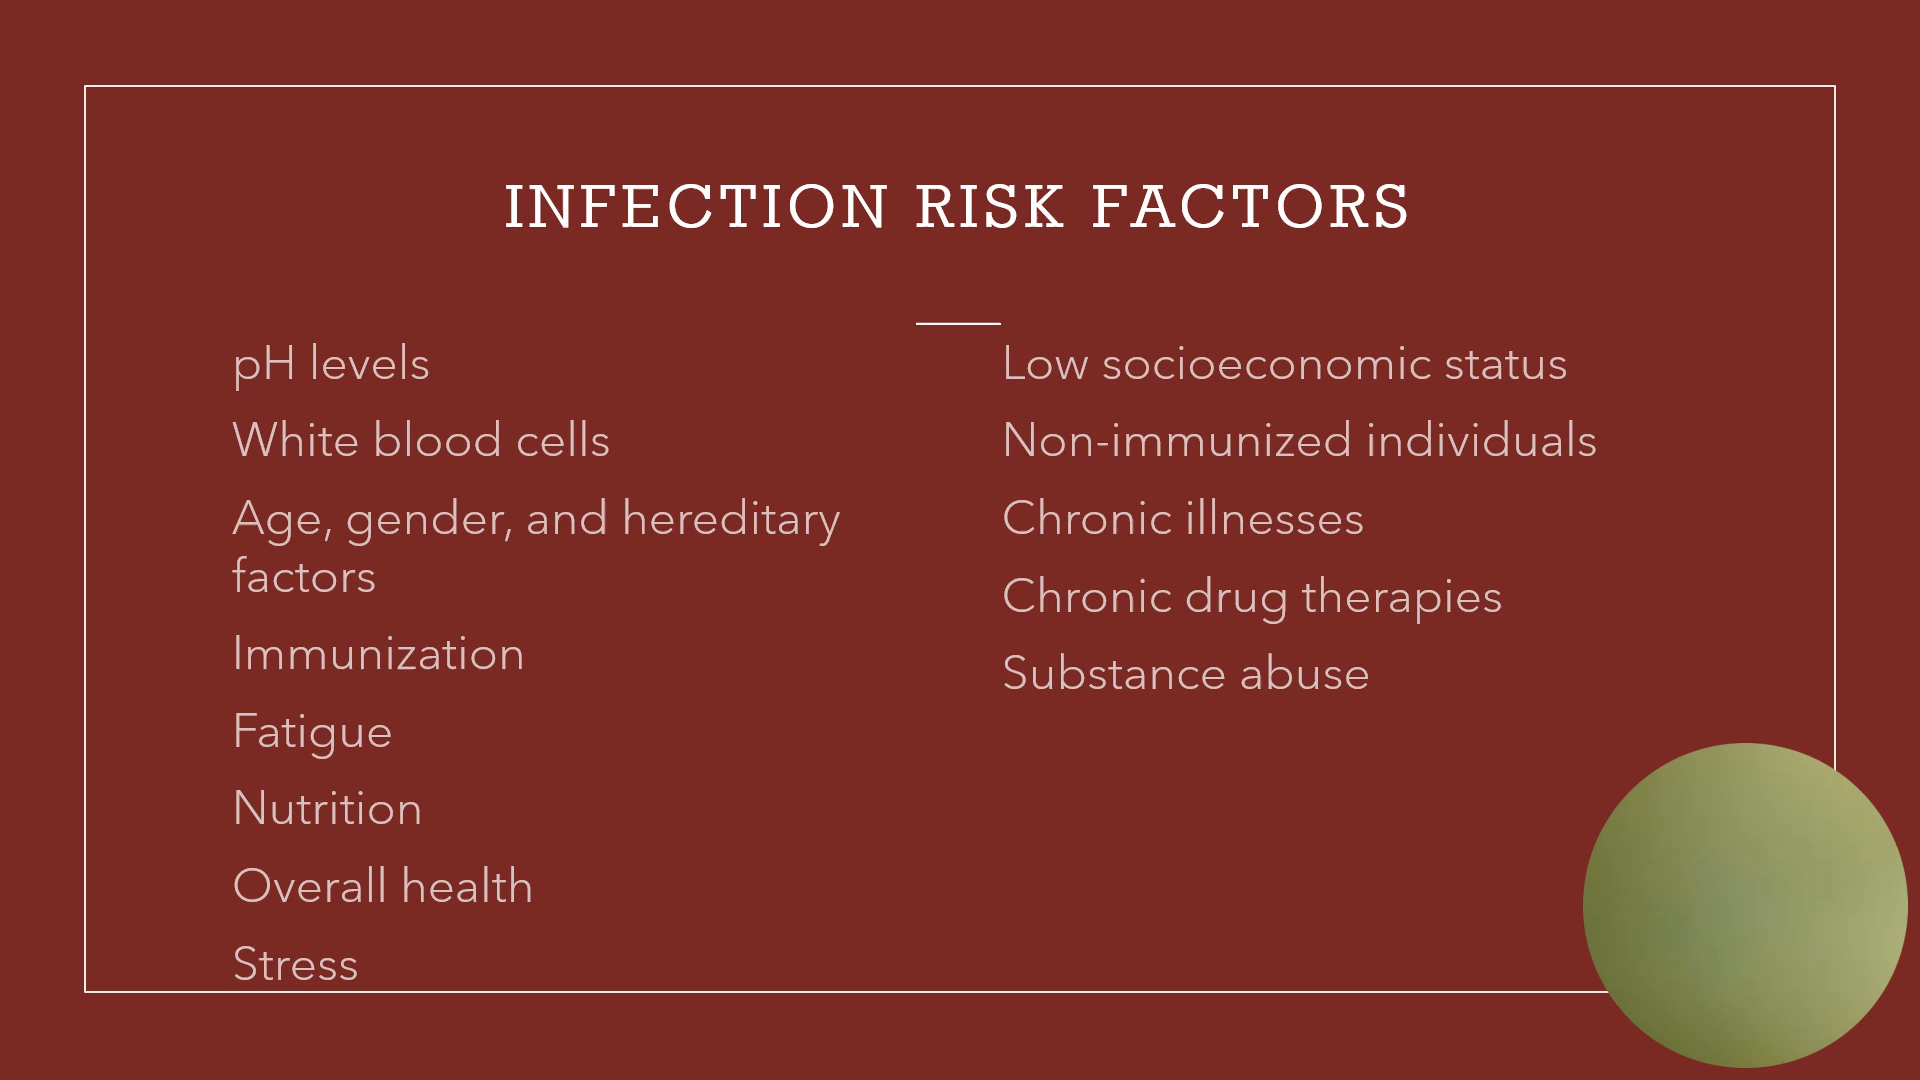 INFECTION RISK FACTORS
pH levels
White blood cells
Age, gender, and hereditary
factors
Immunization
Fatigue
Nutrition
Overall health
Stress
Low socioeconomic status
Non-immunized individuals
Chronic illnesses
Chronic drug therapies
Substance abuse